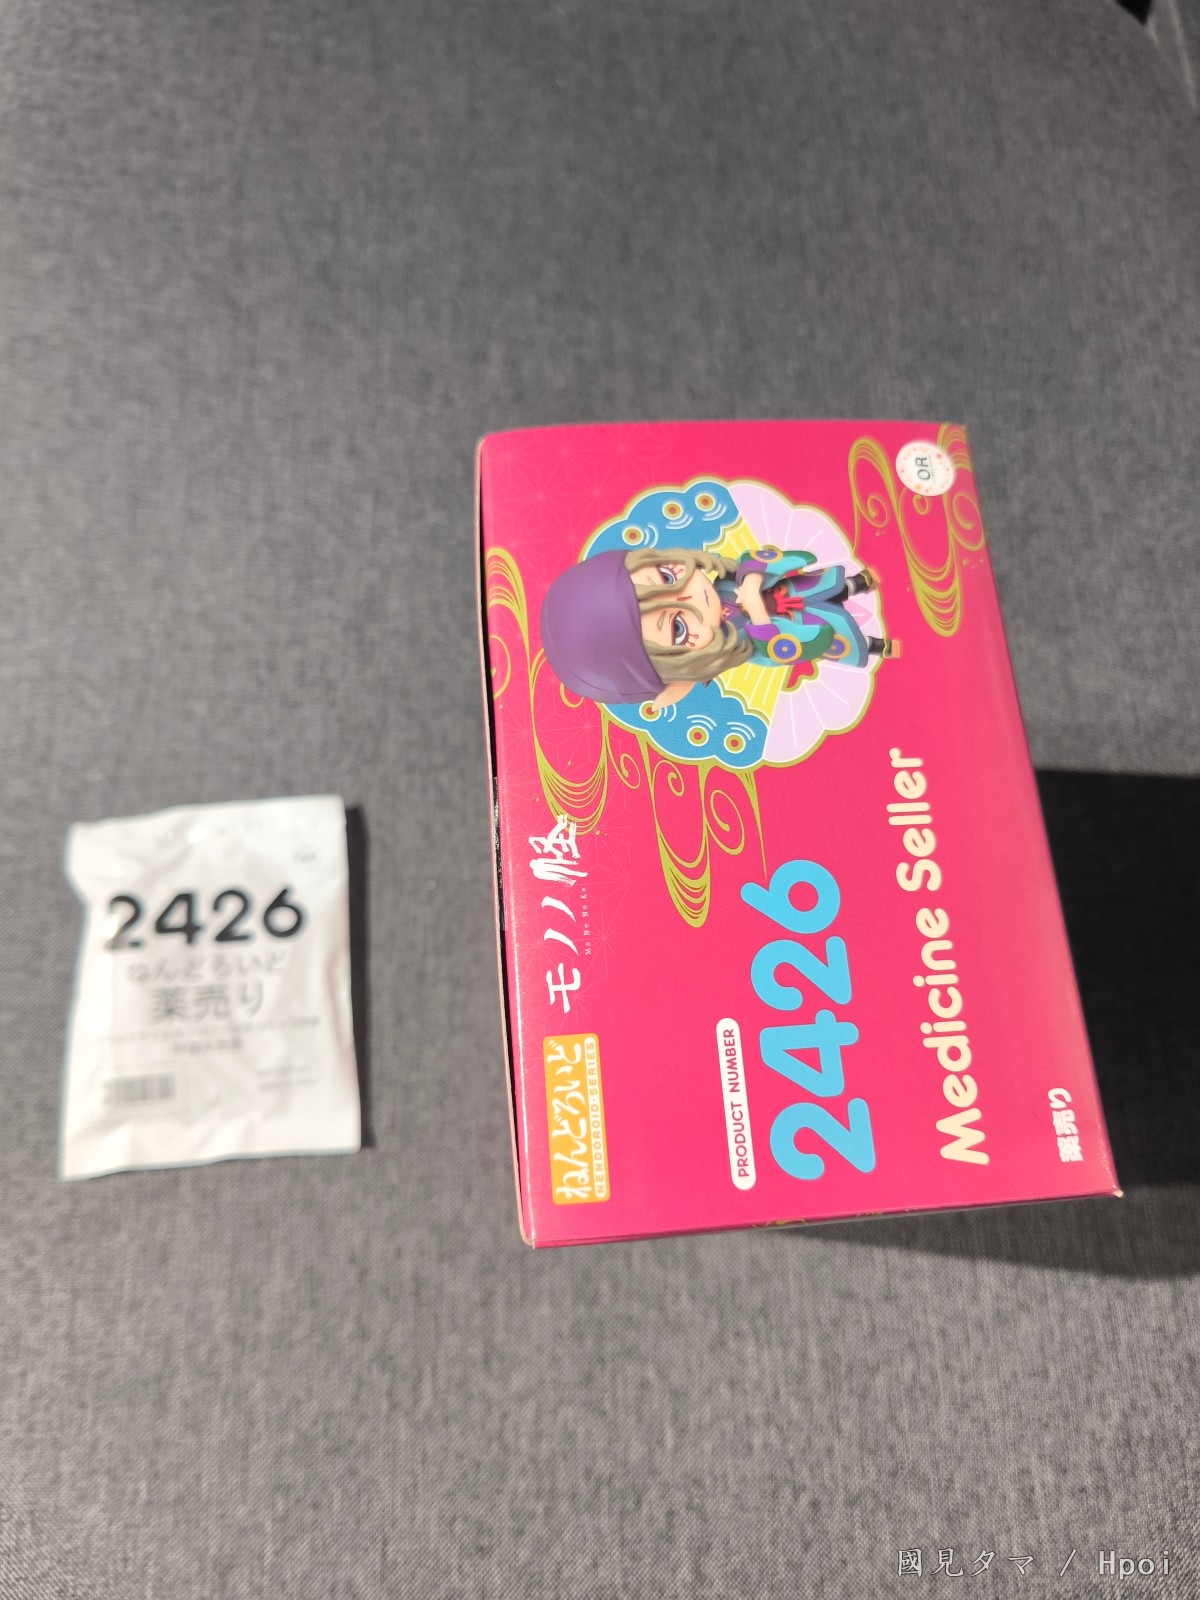 2426
ねんどろいど
薬売り
モノノ怪
Mo No No Ke
ねんどろいど
NENDOROID·SERIES
PRODUCT NUMBER
2426
Medicine Seller
薬売り
OR
國見タマ / Hpoi